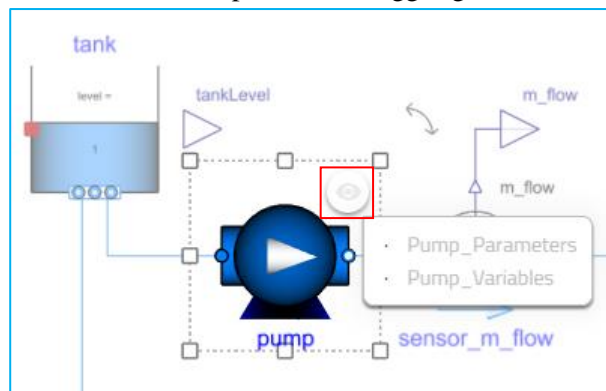 tank
level =
1
tankLevel
m_flow
m_flow
Pump_Parameters
Pump_Variables
pump
sensor_m_flow